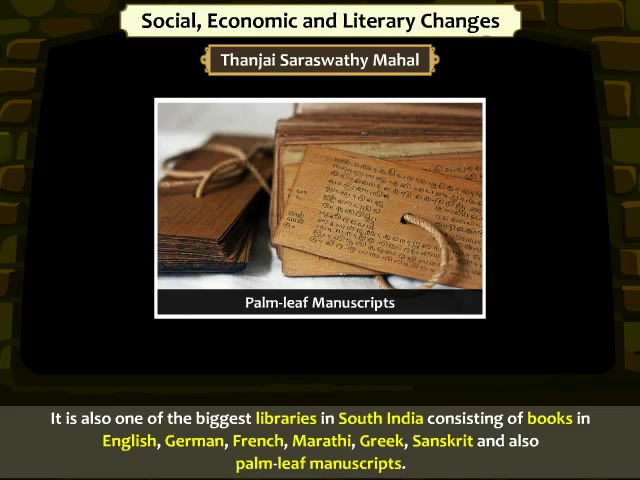 Social, Economic and Literary Changes
Thanjai Saraswathy Mahal
Palm-leaf Manuscripts
It is also one of the biggest libraries in South India consisting of books in
English, German, French, Marathi, Greek, Sanskrit and also
palm-leaf manuscripts.